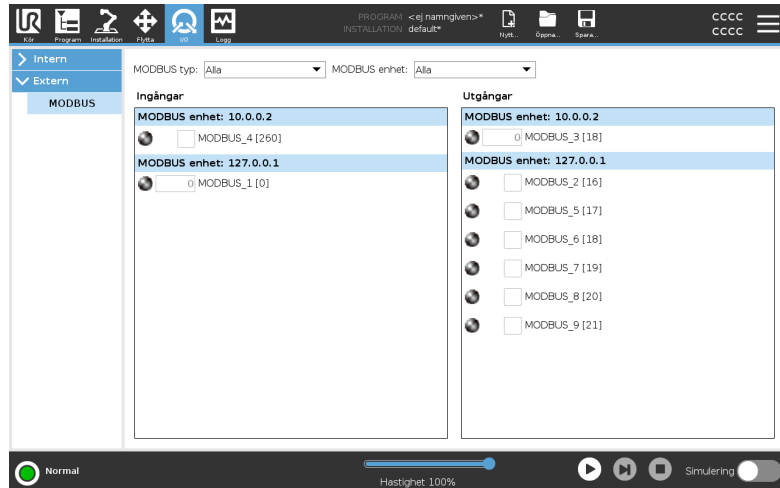 UR
PROGRAM <ej namngiven>*
INSTALLATION default*
cccc
cccc
Kör Program Installation Flytta I/O Logg Nytt... Öppna... Spara...
Intern
Extern
MODBUS
MODBUS typ: Alla MODBUS enhet: Alla
Ingångar
MODBUS enhet: 10.0.0.2
MODBUS_4 [260]
MODBUS enhet: 127.0.0.1
0 MODBUS_1 [0]
Utgångar
MODBUS enhet: 10.0.0.2
0 MODBUS_3 [18]
MODBUS enhet: 127.0.0.1
MODBUS_2 [16]
MODBUS_5 [17]
MODBUS_6 [18]
MODBUS_7 [19]
MODBUS_8 [20]
MODBUS_9 [21]
Normal
Hastighet 100%
Simulering